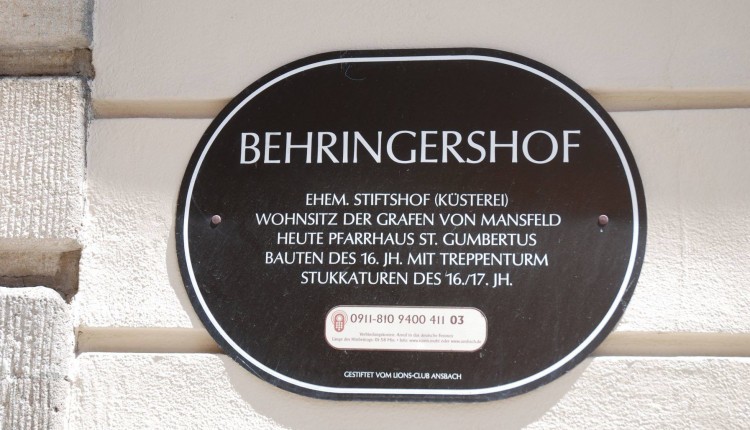 BEHRINGERSHOF
EHEM. STIFTSHOF (KÜSTEREI)
WOHNSITZ DER GRAFEN VON MANSFELD
HEUTE PFARRHAUS ST. GUMBERTUS
BAUTEN DES 16. JH. MIT TREPPENTURM
STUKKATUREN DES 16./17. JH.
0911-810 9400 411 03
GESTIFTET VOM LIONS-CLUB ANSBACH